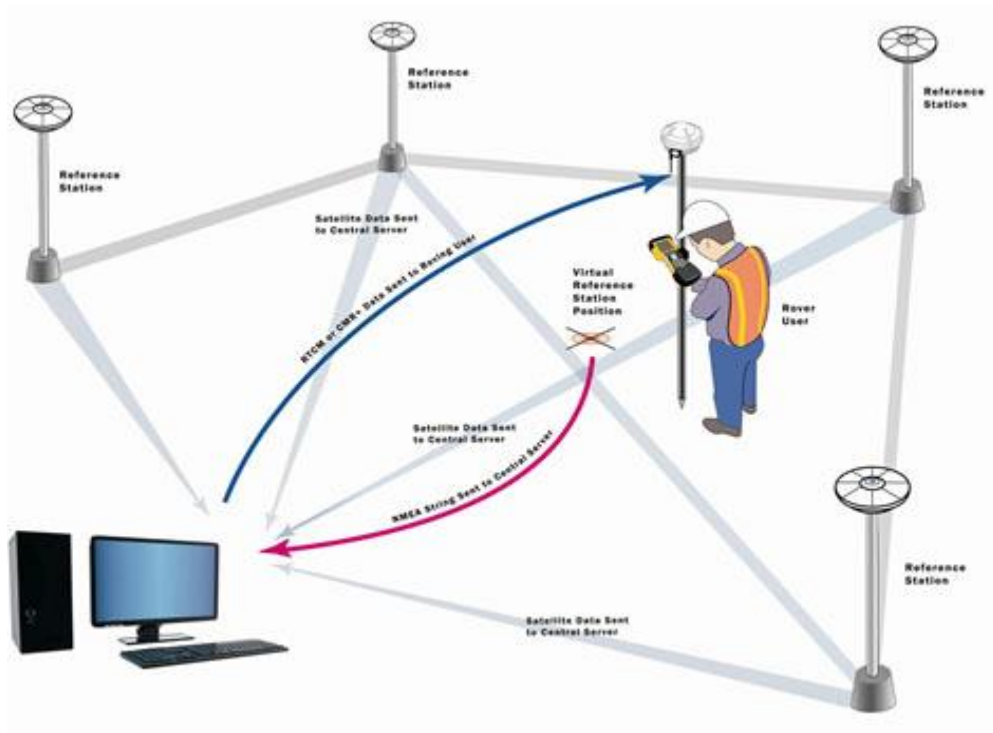 Reference
Station
Reference
Station
Reference
Station
Satellite Data Sent
to Central Server
RTCM or CMR+ Data Sent to Roving User
Virtual
Reference
Station
Position
Rover
User
Satellite Data Sent
to Central Server
NMEA String Sent to Central Server
Reference
Station
Satellite Data Sent
to Central Server